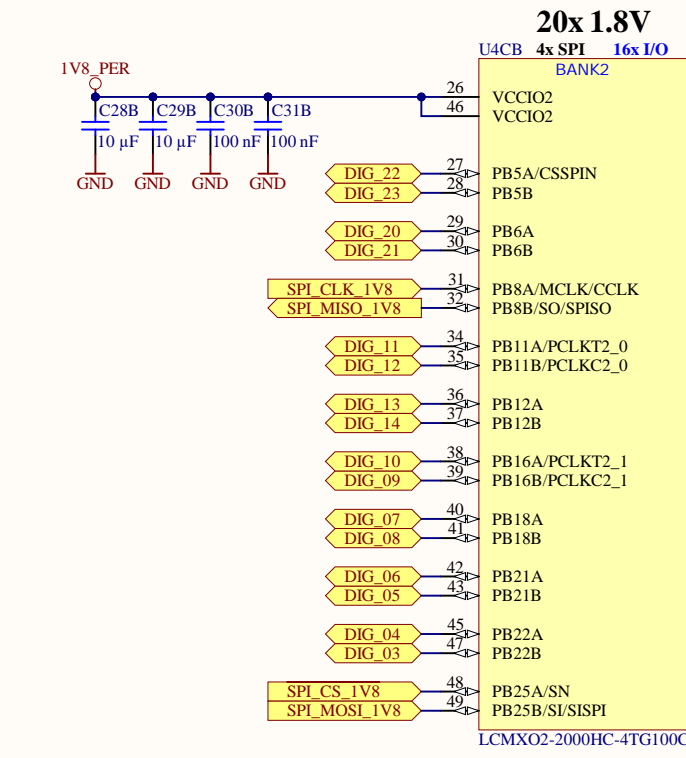 20x 1.8V
U4CB 4x SPI 16x I/O
1V8_PER
BANK2
26 VCCIO2
46 VCCIO2
C28B C29B C30B C31B
10 µF 10 µF 100 nF 100 nF
GND GND GND GND
DIG_22 27 PB5A/CSSPIN
DIG_23 28 PB5B
DIG_20 29 PB6A
DIG_21 30 PB6B
SPI_CLK_1V8 31 PB8A/MCLK/CCLK
SPI_MISO_1V8 32 PB8B/SO/SPISO
DIG_11 34 PB11A/PCLKT2_0
DIG_12 35 PB11B/PCLKC2_0
DIG_13 36 PB12A
DIG_14 37 PB12B
DIG_10 38 PB16A/PCLKT2_1
DIG_09 39 PB16B/PCLKC2_1
DIG_07 40 PB18A
DIG_08 41 PB18B
DIG_06 42 PB21A
DIG_05 43 PB21B
DIG_04 45 PB22A
DIG_03 47 PB22B
SPI_CS_1V8 48 PB25A/SN
SPI_MOSI_1V8 49 PB25B/SI/SISPI
LCMXO2-2000HC-4TG100C